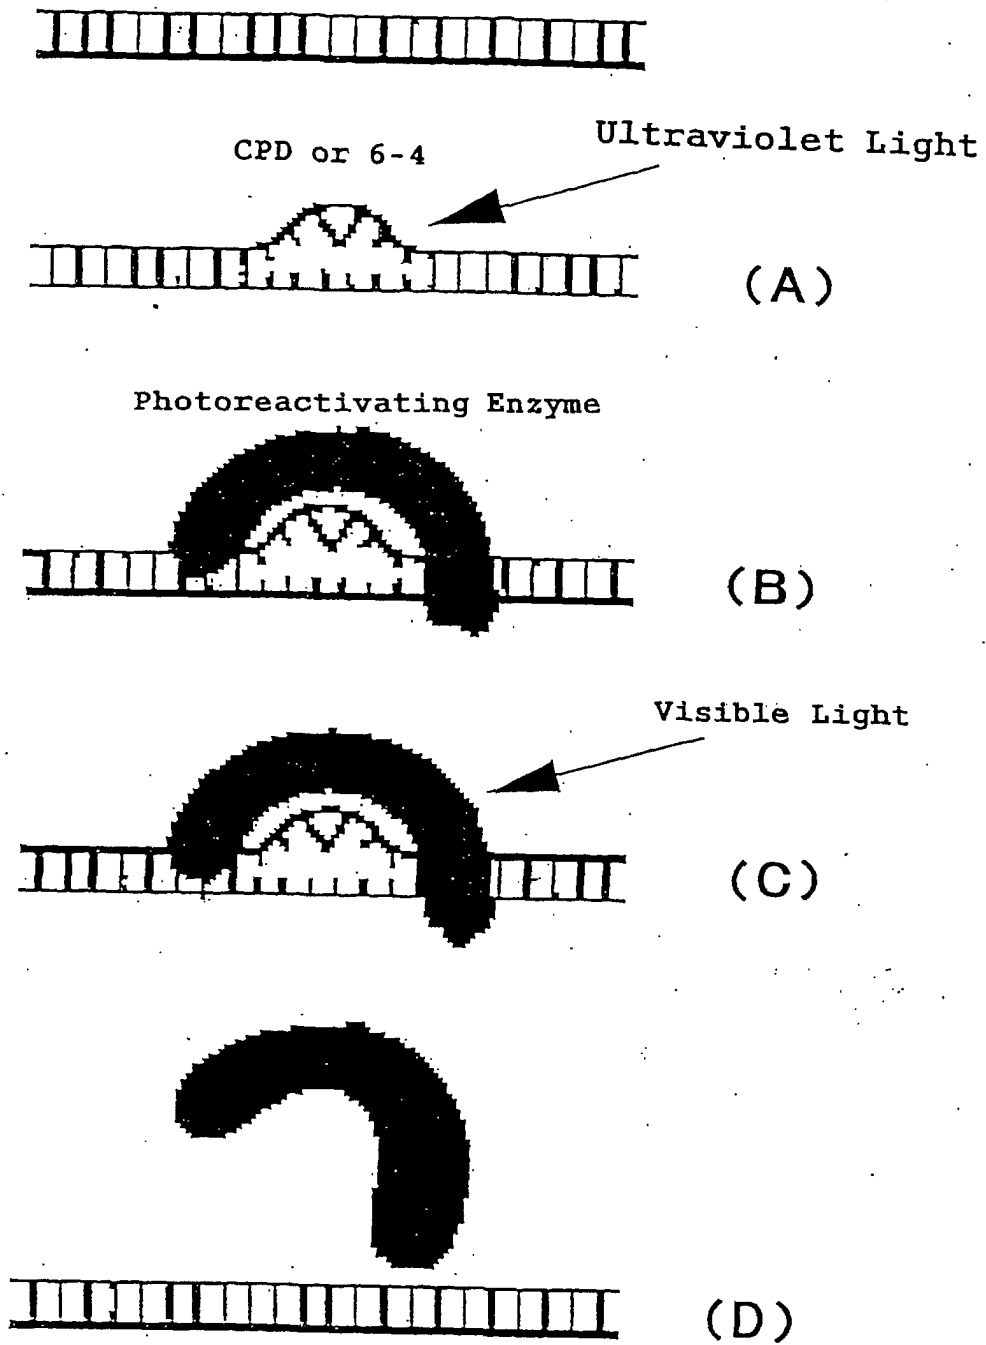 Ultraviolet Light
CPD or 6-4
(A)
Photoreactivating Enzyme
(B)
Visible Light
(C)
(D)